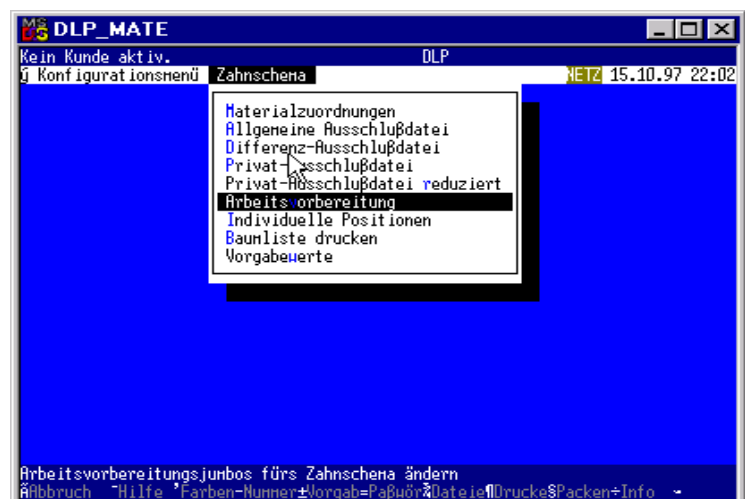 DLP_MATE
Kein Kunde aktiv. DLP
Konfigurationsmenü Zahnschema NETZ 15.10.97 22:02
Materialzuordnungen
Allgemeine Ausschlußdatei
Differenz-Ausschlußdatei
Privat-Ausschlußdatei
Privat-Ausschlußdatei reduziert
Arbeitsvorbereitung
Individuelle Positionen
Baumliste drucken
Vorgabewerte
Arbeitsvorbereitungsjumbos fürs Zahnschema ändern
Abbruch Hilfe Farben-Nummer±Vorgab=Paßwör Dateie¶Drucke§Packen÷Info